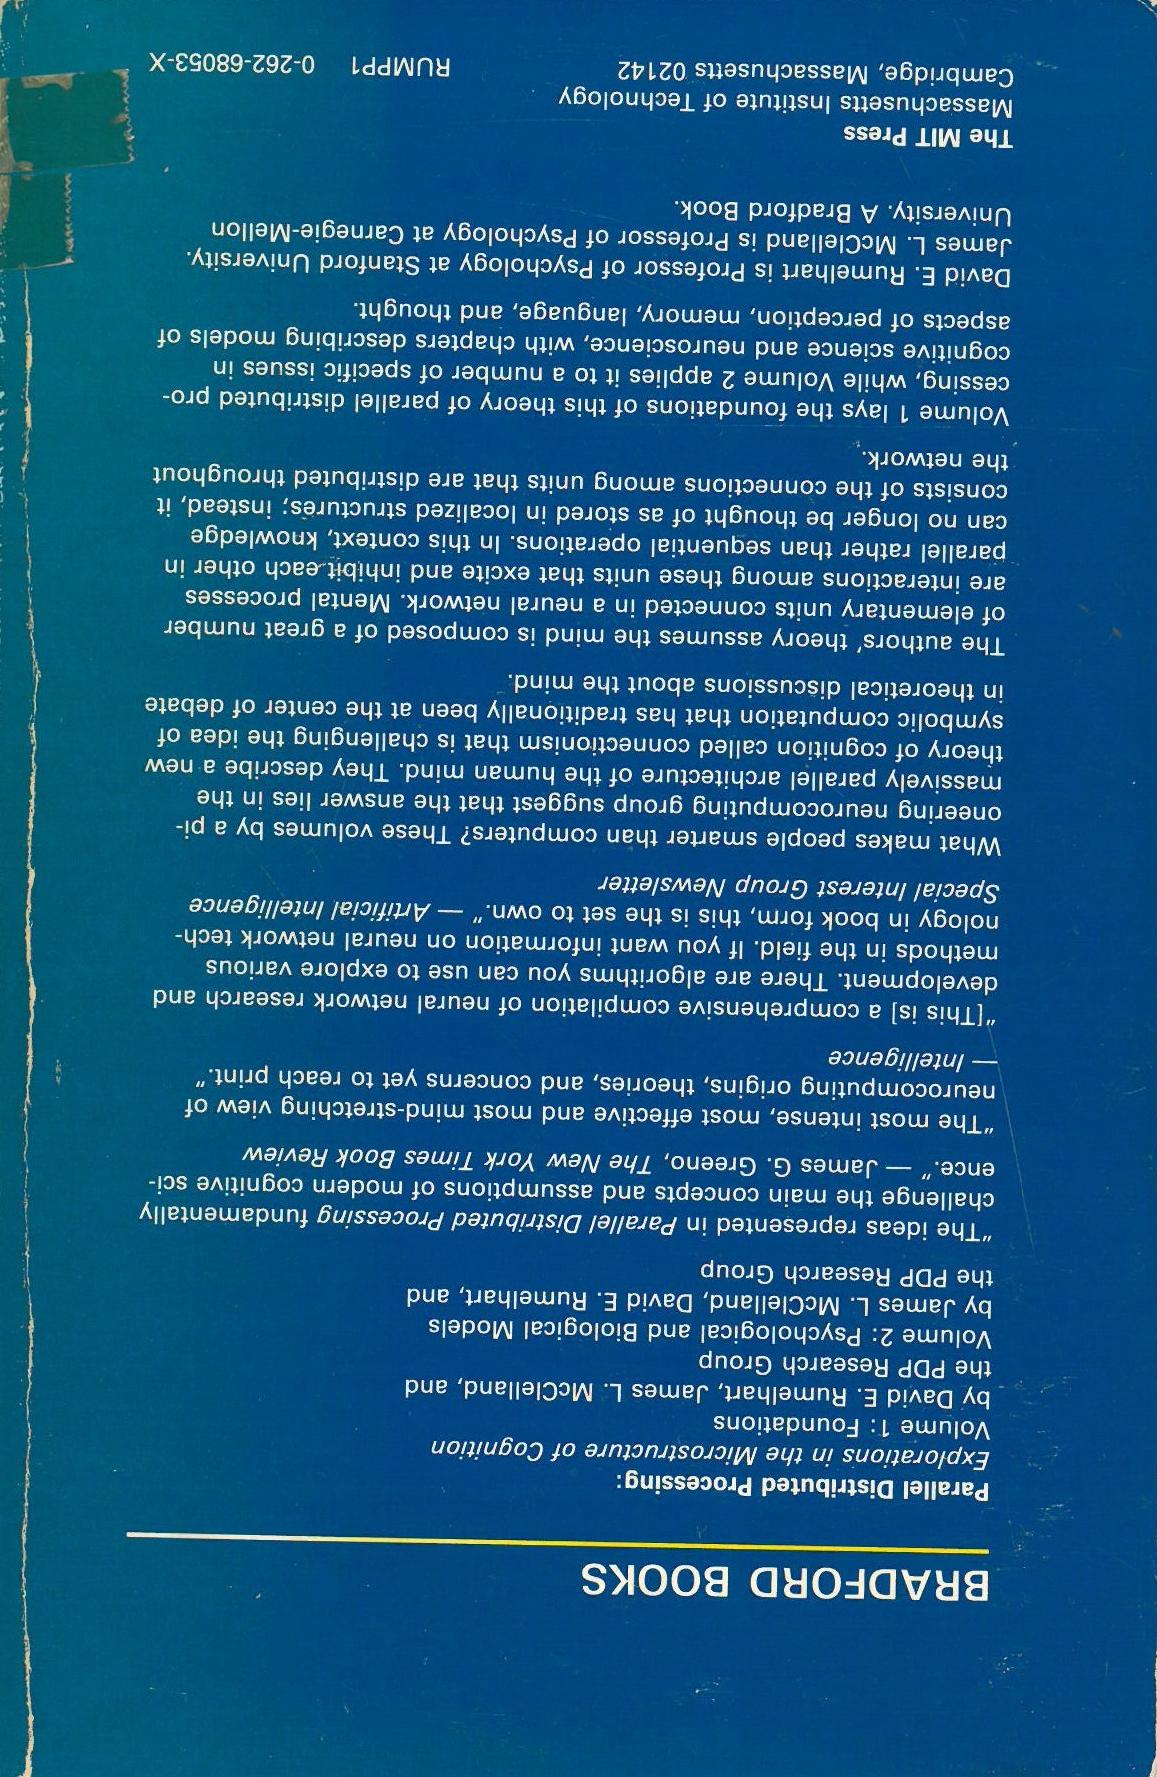 BRADFORD BOOKS
Parallel Distributed Processing:
Explorations in the Microstructure of Cognition
Volume 1: Foundations
by David E. Rumelhart, James L. McClelland, and
the PDP Research Group
Volume 2: Psychological and Biological Models
by James L. McClelland, David E. Rumelhart, and
the PDP Research Group
"The ideas represented in Parallel Distributed Processing fundamentally
challenge the main concepts and assumptions of modern cognitive sci-
ence." — James G. Greeno, The New York Times Book Review
"The most intense, most effective and most mind-stretching view of
neurocomputing origins, theories, and concerns yet to reach print."
— Intelligence
"[This is] a comprehensive compilation of neural network research and
development. There are algorithms you can use to explore various
methods in the field. If you want information on neural network tech-
nology in book form, this is the set to own." — Artificial Intelligence
Special Interest Group Newsletter
What makes people smarter than computers? These volumes by a pi-
oneering neurocomputing group suggest that the answer lies in the
massively parallel architecture of the human mind. They describe a new
theory of cognition called connectionism that is challenging the idea of
symbolic computation that has traditionally been at the center of debate
in theoretical discussions about the mind.
The authors' theory assumes the mind is composed of a great number
of elementary units connected in a neural network. Mental processes
are interactions among these units that excite and inhibit each other in
parallel rather than sequential operations. In this context, knowledge
can no longer be thought of as stored in localized structures; instead, it
consists of the connections among units that are distributed throughout
the network.
Volume 1 lays the foundations of this theory of parallel distributed pro-
cessing, while Volume 2 applies it to a number of specific issues in
cognitive science and neuroscience, with chapters describing models of
aspects of perception, memory, language, and thought.
David E. Rumelhart is Professor of Psychology at Stanford University.
James L. McClelland is Professor of Psychology at Carnegie-Mellon
University. A Bradford Book.
The MIT Press
Massachusetts Institute of Technology
Cambridge, Massachusetts 02142
RUMPP1 0-262-68053-X